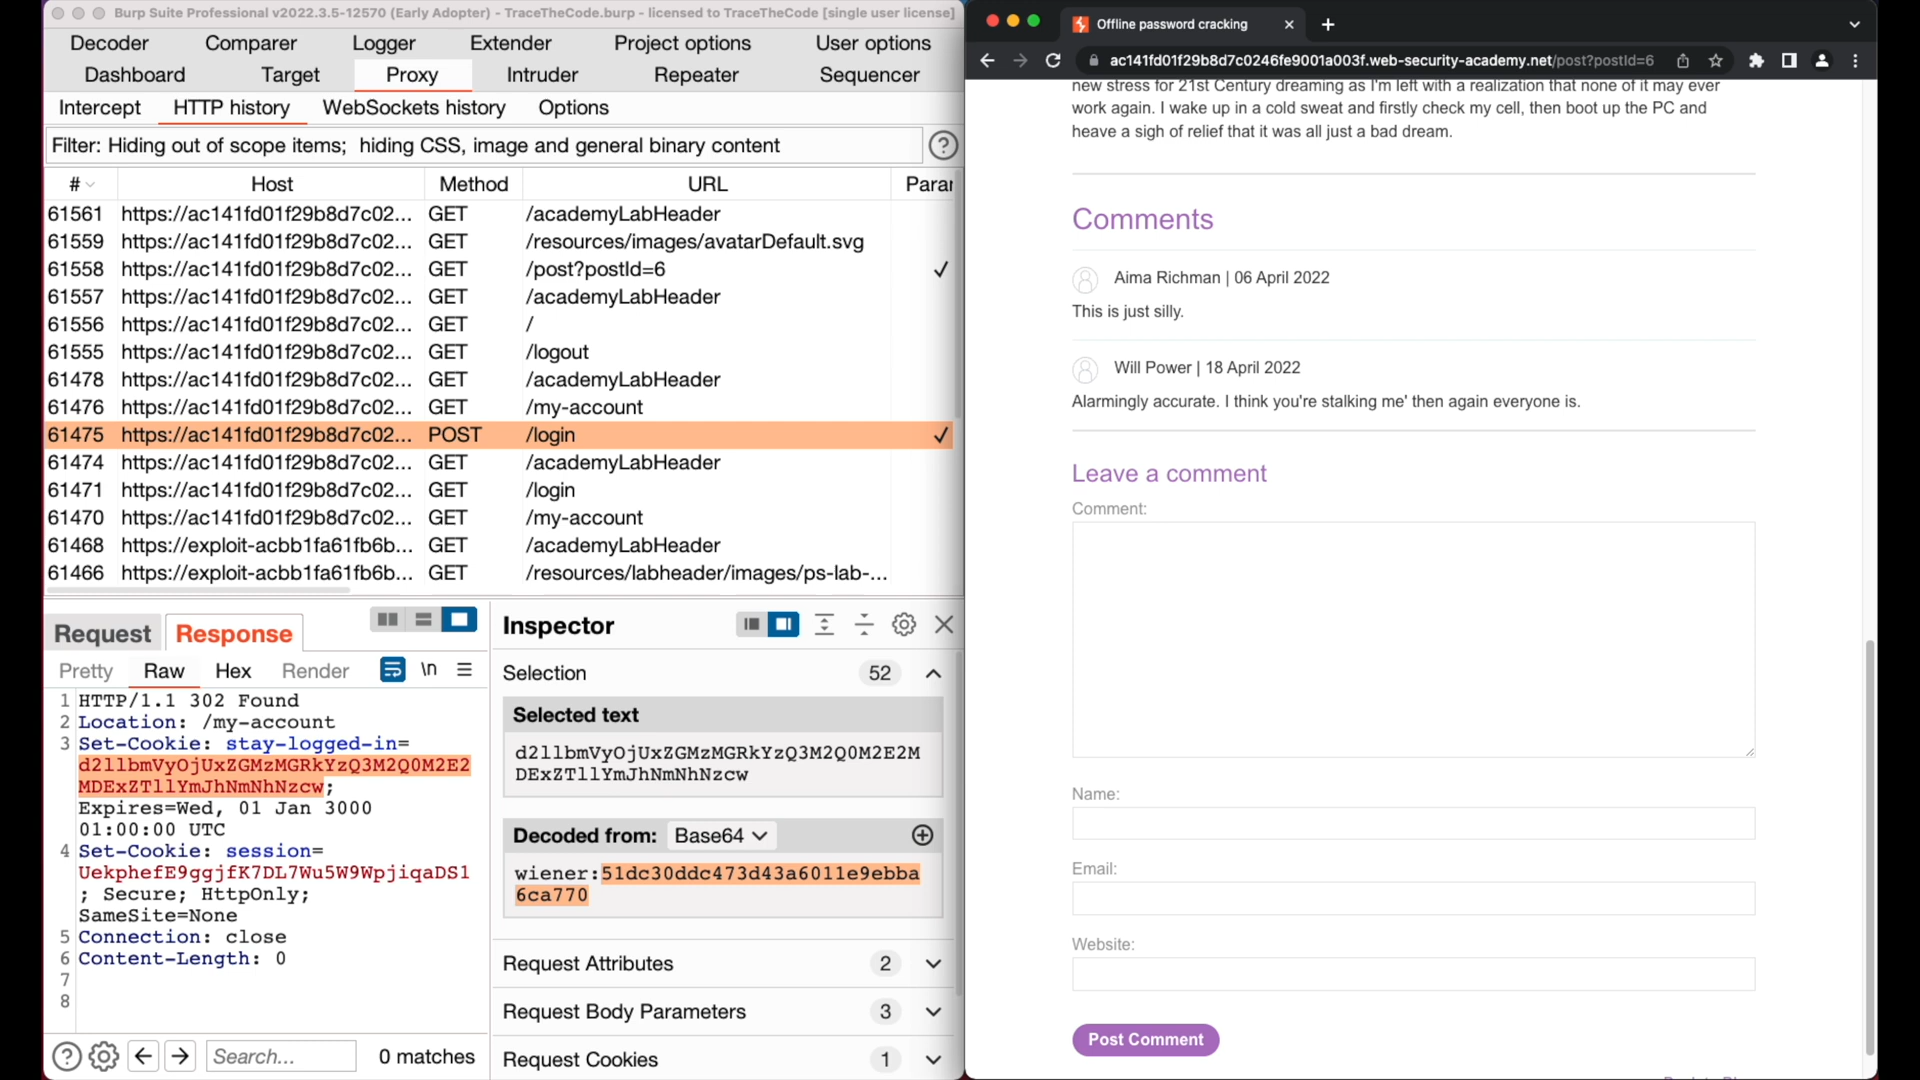 Burp Suite Professional v2022.3.5-12570 (Early Adopter) - TraceTheCode.burp - licensed to TraceTheCode [single user license]
Decoder Comparer Logger Extender Project options User options
Dashboard Target Proxy Intruder Repeater Sequencer
Intercept HTTP history WebSockets history Options
Filter: Hiding out of scope items;  hiding CSS, image and general binary content
# Host Method URL Parar
61561 https://ac141fd01f29b8d7c02... GET /academyLabHeader
61559 https://ac141fd01f29b8d7c02... GET /resources/images/avatarDefault.svg
61558 https://ac141fd01f29b8d7c02... GET /post?postId=6 ✓
61557 https://ac141fd01f29b8d7c02... GET /academyLabHeader
61556 https://ac141fd01f29b8d7c02... GET /
61555 https://ac141fd01f29b8d7c02... GET /logout
61478 https://ac141fd01f29b8d7c02... GET /academyLabHeader
61476 https://ac141fd01f29b8d7c02... GET /my-account
61475 https://ac141fd01f29b8d7c02... POST /login ✓
61474 https://ac141fd01f29b8d7c02... GET /academyLabHeader
61471 https://ac141fd01f29b8d7c02... GET /login
61470 https://ac141fd01f29b8d7c02... GET /my-account
61468 https://exploit-acbb1fa61fb6b... GET /academyLabHeader
61466 https://exploit-acbb1fa61fb6b... GET /resources/labheader/images/ps-lab-...
Request Response
Pretty Raw Hex Render \n
1 HTTP/1.1 302 Found
2 Location: /my-account
3 Set-Cookie: stay-logged-in=
d2llbmVyOjUxZGMzMGRkYzQ3M2Q0M2E2
MDExZTllYmJhNmNhNzcw;
Expires=Wed, 01 Jan 3000
01:00:00 UTC
4 Set-Cookie: session=
UekphefE9ggjfK7DL7Wu5W9WpjiqaDS1
; Secure; HttpOnly;
SameSite=None
5 Connection: close
6 Content-Length: 0
7
8
Search... 0 matches
Inspector
Selection 52
Selected text
d2llbmVyOjUxZGMzMGRkYzQ3M2Q0M2E2M
DExZTllYmJhNmNhNzcw
Decoded from: Base64
wiener:51dc30ddc473d43a6011e9ebba
6ca770
Request Attributes 2
Request Body Parameters 3
Request Cookies 1
Offline password cracking
ac141fd01f29b8d7c0246fe9001a003f.web-security-academy.net/post?postId=6
new stress for 21st Century dreaming as I'm left with a realization that none of it may ever
work again. I wake up in a cold sweat and firstly check my cell, then boot up the PC and
heave a sigh of relief that it was all just a bad dream.
Comments
Aima Richman | 06 April 2022
This is just silly.
Will Power | 18 April 2022
Alarmingly accurate. I think you're stalking me' then again everyone is.
Leave a comment
Comment:
Name:
Email:
Website:
Post Comment